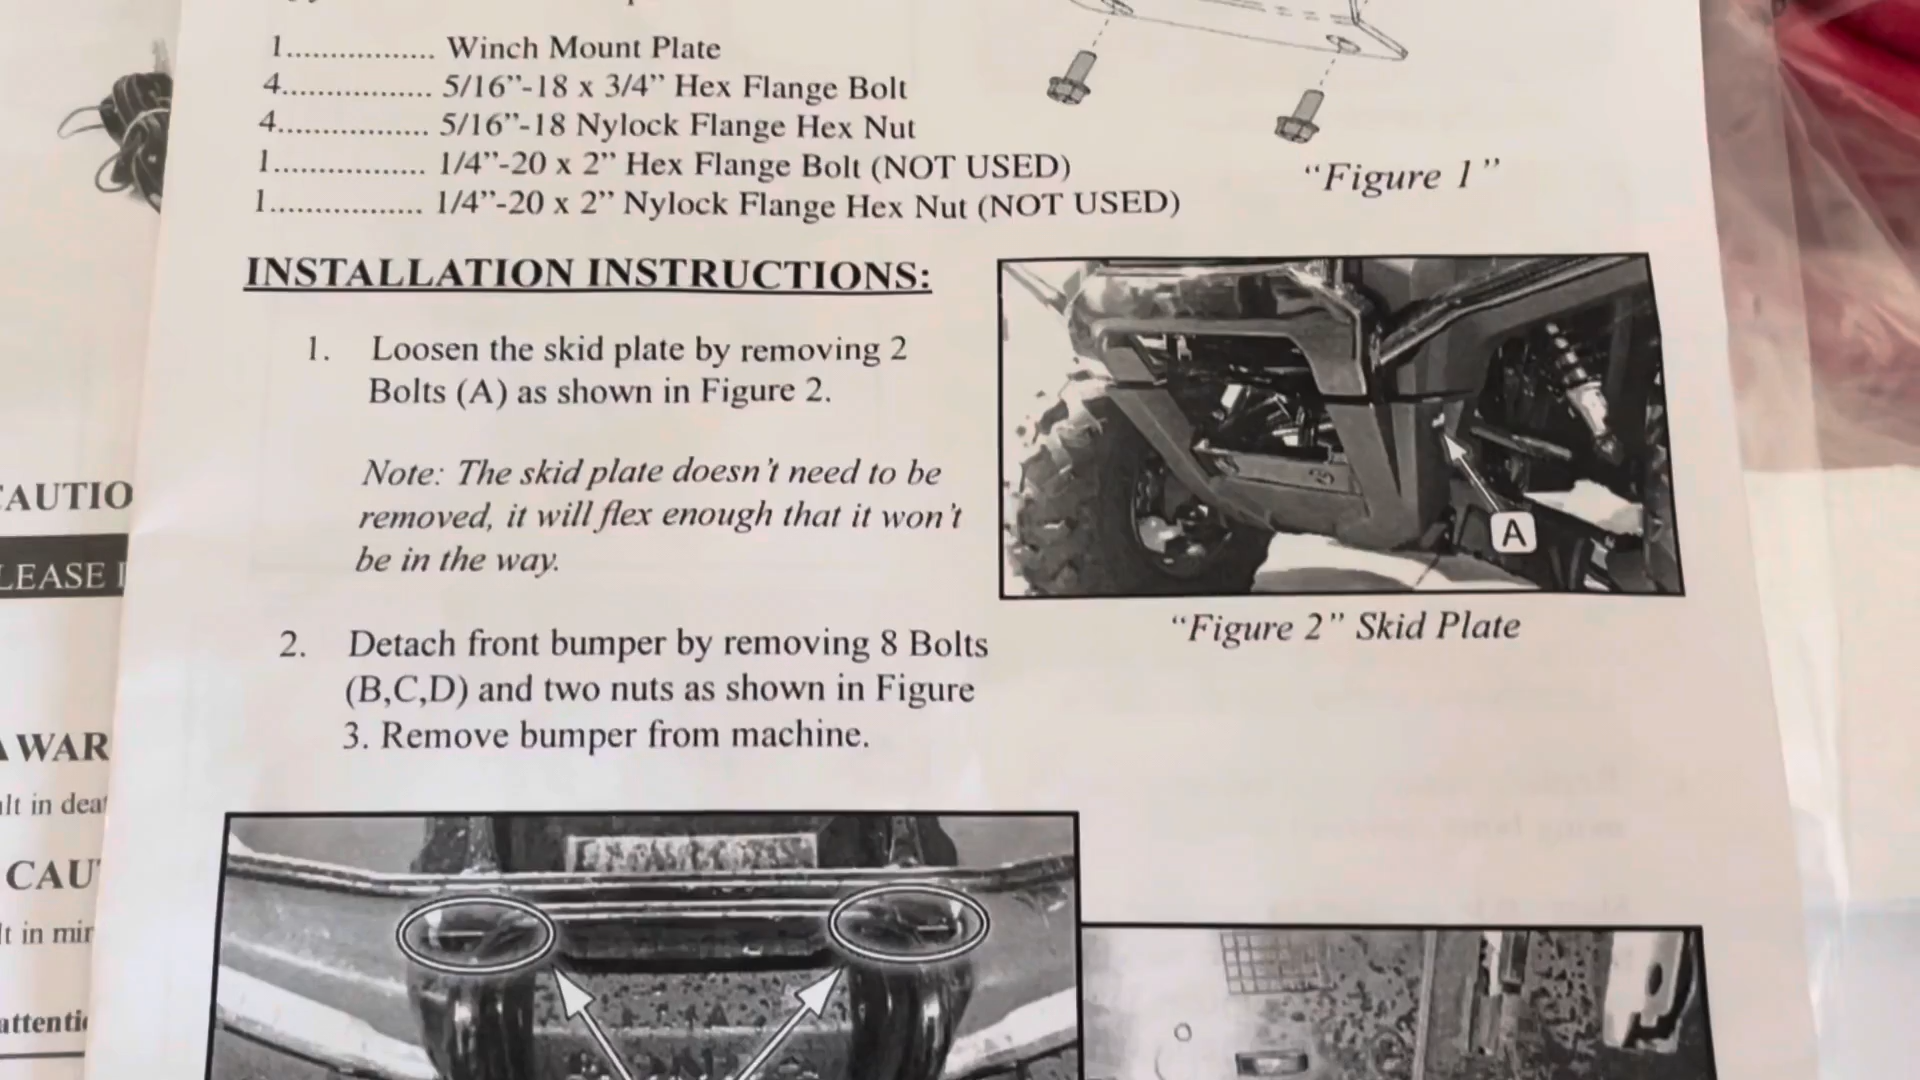 1................ Winch Mount Plate
4................ 5/16”-18 x 3/4” Hex Flange Bolt
4................ 5/16”-18 Nylock Flange Hex Nut
1................ 1/4”-20 x 2” Hex Flange Bolt (NOT USED)
1................ 1/4”-20 x 2” Nylock Flange Hex Nut (NOT USED)
“Figure 1”
INSTALLATION INSTRUCTIONS:
1. Loosen the skid plate by removing 2
Bolts (A) as shown in Figure 2.
Note: The skid plate doesn’t need to be
removed, it will flex enough that it won’t
be in the way.
A
“Figure 2” Skid Plate
2. Detach front bumper by removing 8 Bolts
(B,C,D) and two nuts as shown in Figure
3. Remove bumper from machine.
CAUTIO
LEASE
WAR
lt in deat
CAUT
lt in mir
attenti